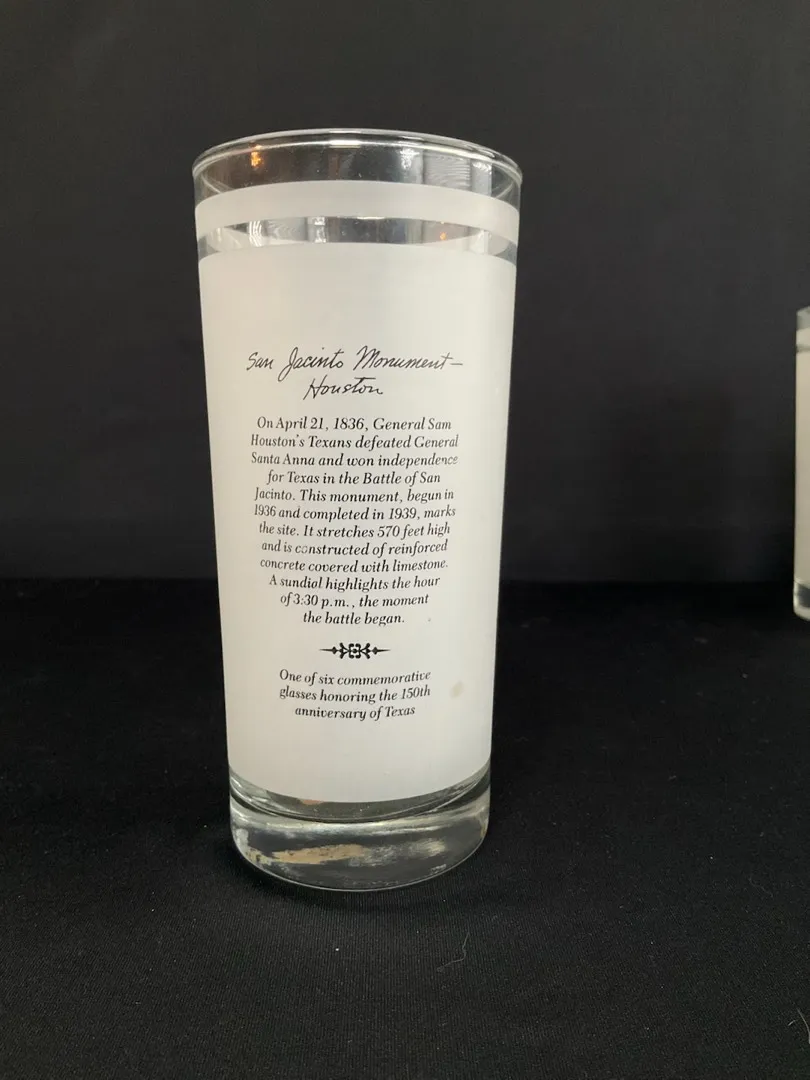 San Jacinto Monument—
Houston
On April 21, 1836, General Sam
Houston's Texans defeated General
Santa Anna and won independence
for Texas in the Battle of San
Jacinto. This monument, begun in
1936 and completed in 1939, marks
the site. It stretches 570 feet high
and is constructed of reinforced
concrete covered with limestone.
A sundial highlights the hour
of 3:30 p.m., the moment
the battle began.
One of six commemorative
glasses honoring the 150th
anniversary of Texas